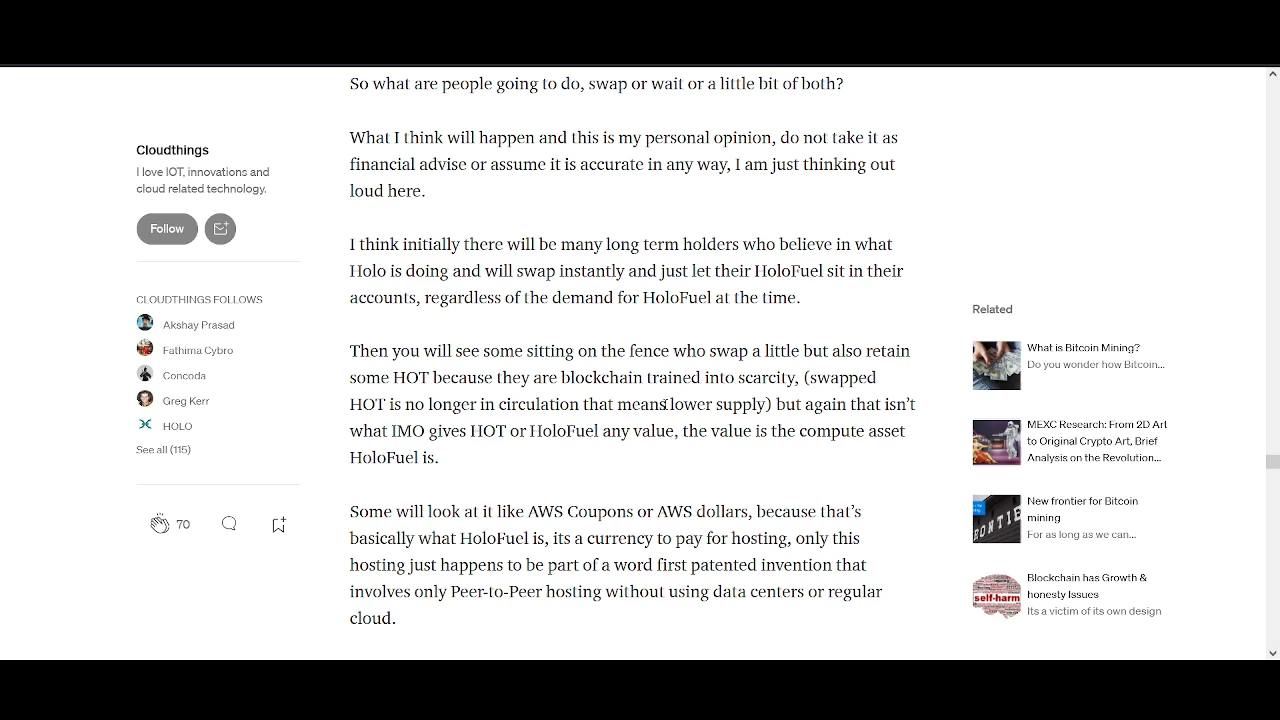 So what are people going to do, swap or wait or a little bit of both?
What I think will happen and this is my personal opinion, do not take it as
financial advise or assume it is accurate in any way, I am just thinking out
loud here.
I think initially there will be many long term holders who believe in what
Holo is doing and will swap instantly and just let their HoloFuel sit in their
accounts, regardless of the demand for HoloFuel at the time.
Then you will see some sitting on the fence who swap a little but also retain
some HOT because they are blockchain trained into scarcity, (swapped
HOT is no longer in circulation that means lower supply) but again that isn't
what IMO gives HOT or HoloFuel any value, the value is the compute asset
HoloFuel is.
Some will look at it like AWS Coupons or AWS dollars, because that's
basically what HoloFuel is, its a currency to pay for hosting, only this
hosting just happens to be part of a word first patented invention that
involves only Peer-to-Peer hosting without using data centers or regular
cloud.
Cloudthings
I love IOT, innovations and
cloud related technology.
Follow
CLOUDTHINGS FOLLOWS
Akshay Prasad
Fathima Cybro
Concoda
Greg Kerr
HOLO
See all (115)
70
Related
What is Bitcoin Mining?
Do you wonder how Bitcoin...
MEXC Research: From 2D Art
to Original Crypto Art, Brief
Analysis on the Revolution...
New frontier for Bitcoin
mining
For as long as we can...
Blockchain has Growth &
honesty Issues
Its a victim of its own design
self-harm